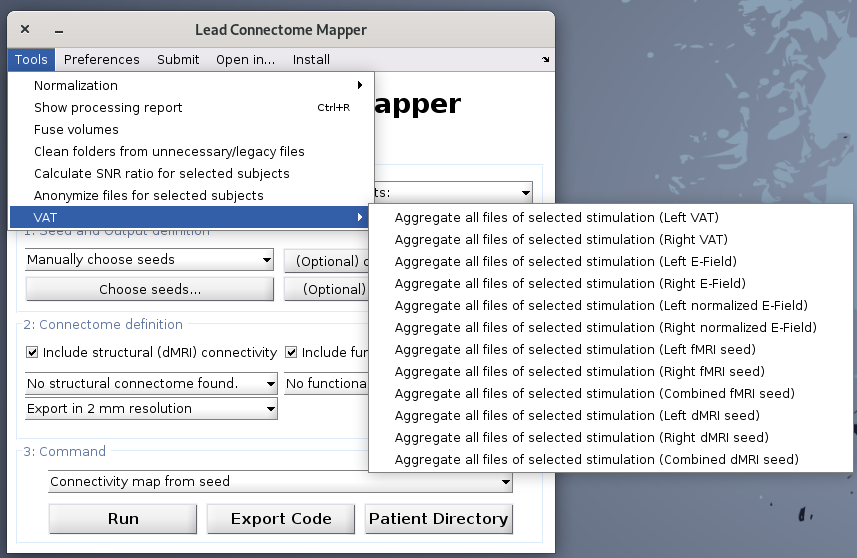 Lead Connectome Mapper
Tools Preferences Submit Open in... Install
Normalization
apper
Show processing report Ctrl+R
Fuse volumes
Clean folders from unnecessary/legacy files
Calculate SNR ratio for selected subjects
Anonymize files for selected subjects
ts:
VAT
Aggregate all files of selected stimulation (Left VAT)
Aggregate all files of selected stimulation (Right VAT)
Aggregate all files of selected stimulation (Left E-Field)
Aggregate all files of selected stimulation (Right E-Field)
Aggregate all files of selected stimulation (Left normalized E-Field)
Aggregate all files of selected stimulation (Right normalized E-Field)
Aggregate all files of selected stimulation (Left fMRI seed)
Aggregate all files of selected stimulation (Right fMRI seed)
Aggregate all files of selected stimulation (Combined fMRI seed)
Aggregate all files of selected stimulation (Left dMRI seed)
Aggregate all files of selected stimulation (Right dMRI seed)
Aggregate all files of selected stimulation (Combined dMRI seed)
1: Seed and Output definition
Manually choose seeds (Optional)
Choose seeds... (Optional)
2: Connectome definition
Include structural (dMRI) connectivity Include fun
No structural connectome found. No functiona
Export in 2 mm resolution
3: Command
Connectivity map from seed
Run Export Code Patient Directory